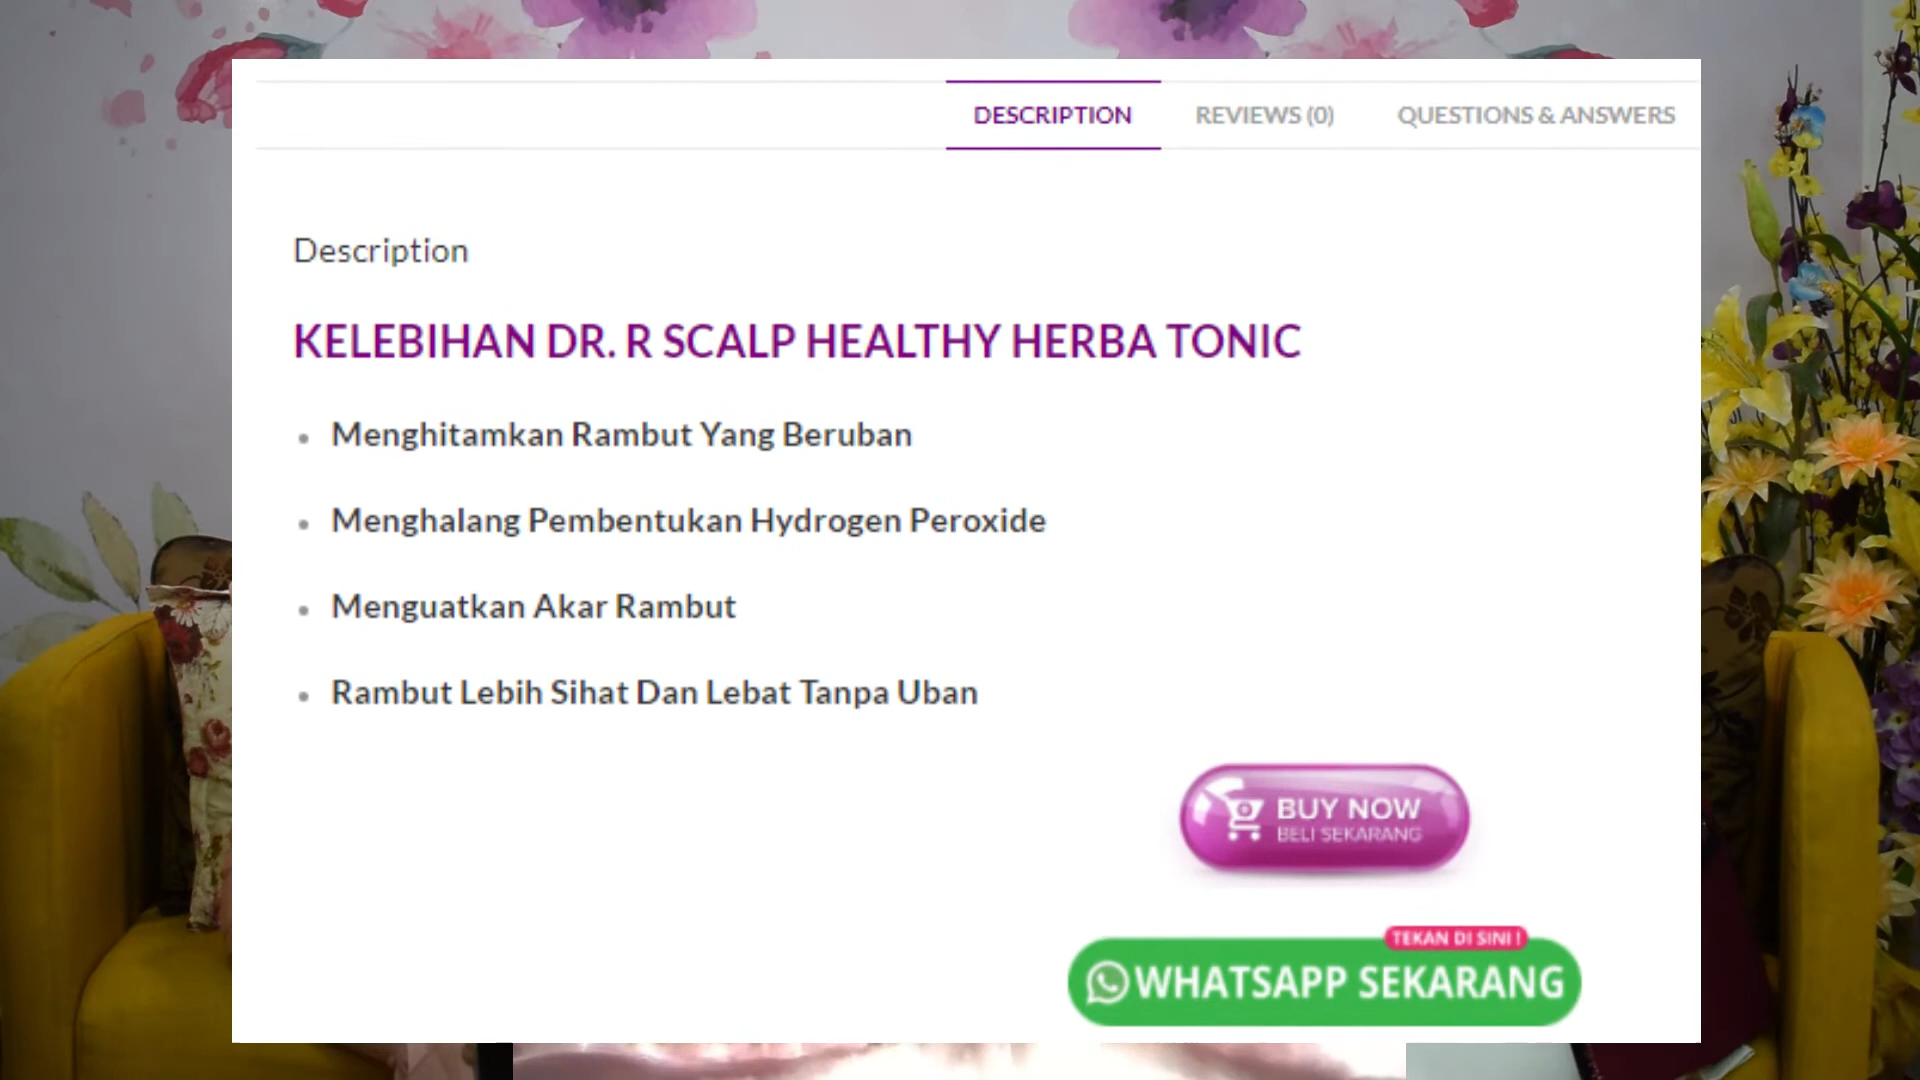 DESCRIPTION REVIEWS (0) QUESTIONS & ANSWERS
Description
KELEBIHAN DR. R SCALP HEALTHY HERBA TONIC
Menghitamkan Rambut Yang Beruban
Menghalang Pembentukan Hydrogen Peroxide
Menguatkan Akar Rambut
Rambut Lebih Sihat Dan Lebat Tanpa Uban
BUY NOW
BELI SEKARANG
TEKAN DI SINI !
WHATSAPP SEKARANG